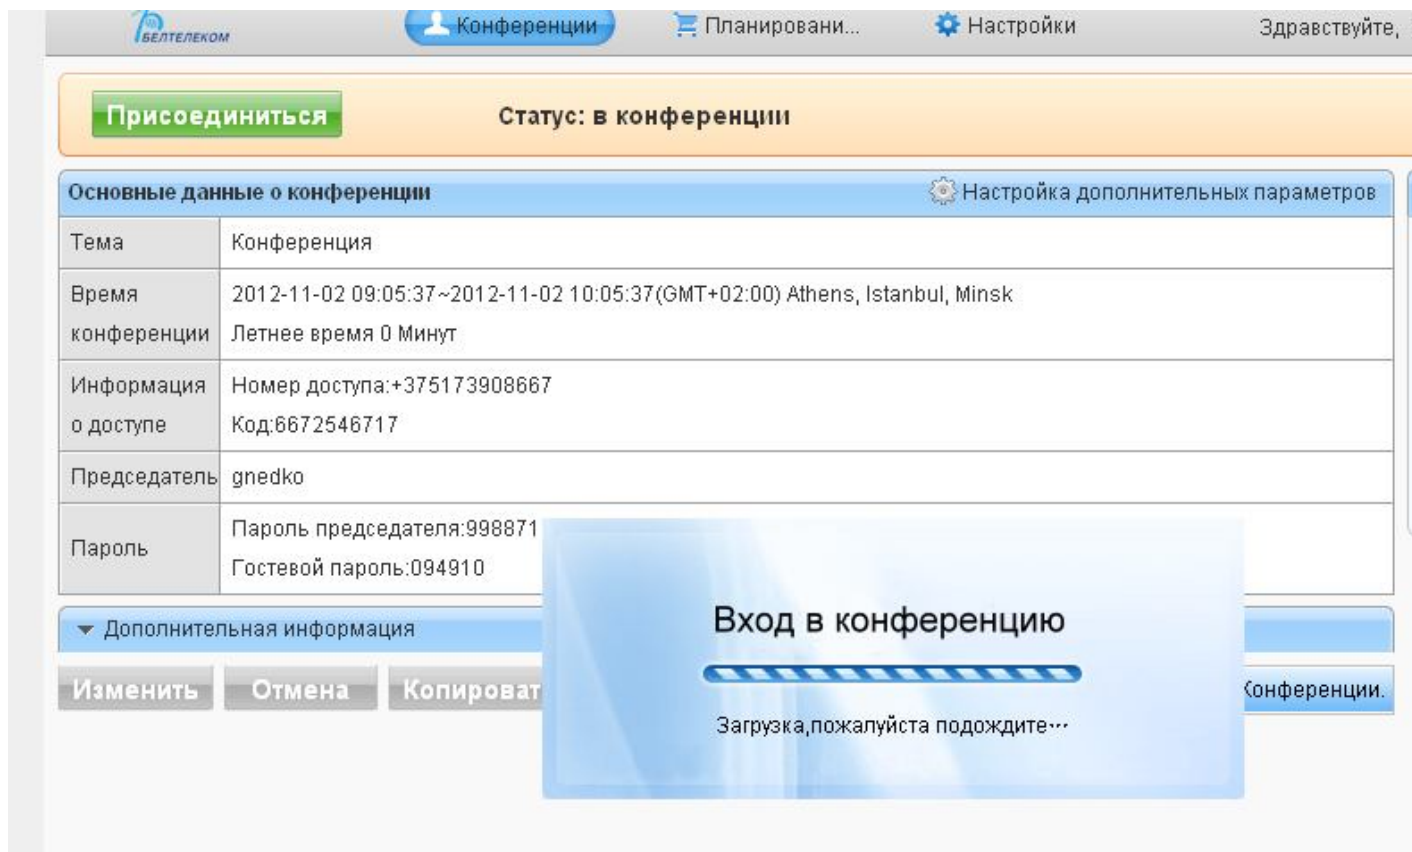 БЕЛТЕЛЕКОМ
Конференции
Планировани...
Настройки
Здравствуйте,
Присоединиться
Статус: в конференции
Основные данные о конференции
Настройка дополнительных параметров
Тема
Конференция
Время
конференции
2012-11-02 09:05:37~2012-11-02 10:05:37(GMT+02:00) Athens, Istanbul, Minsk
Летнее время 0 Минут
Информация
о доступе
Номер доступа:+375173908667
Код:6672546717
Председатель
gnedko
Пароль
Пароль председателя:998871
Гостевой пароль:094910
Дополнительная информация
Изменить
Отмена
Копироват
Конференции.
Вход в конференцию
Загрузка,пожалуйста подождите···